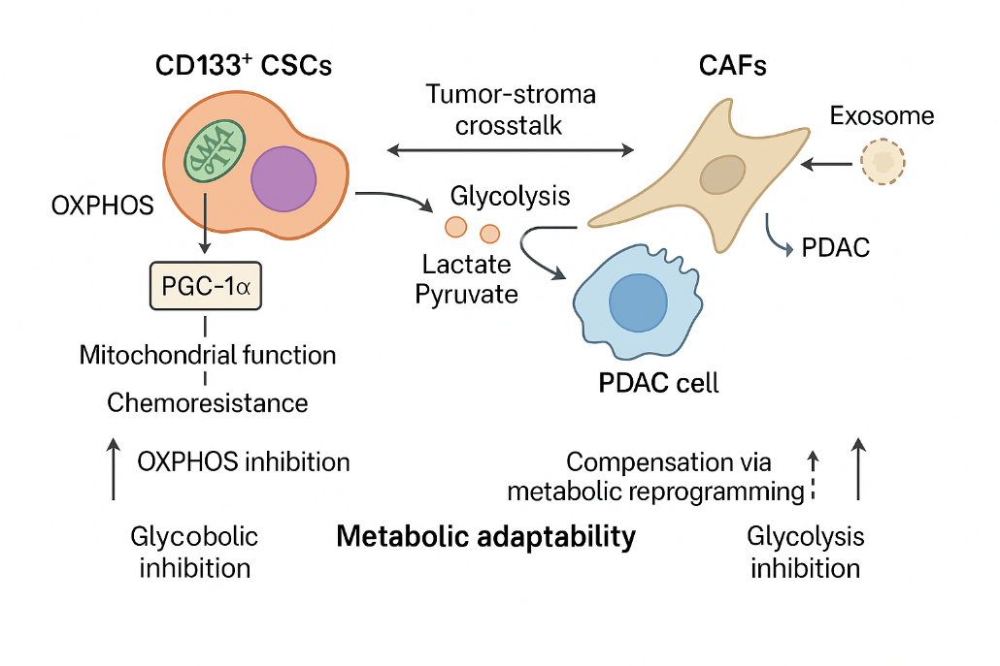 CD133⁺ CSCs
CAFs
Tumor-stroma
crosstalk
Exosome
OXPHOS
Glycolysis
Lactate
Pyruvate
PDAC
PGC-1α
Mitochondrial function
Chemoresistance
PDAC cell
OXPHOS inhibition
Compensation via
metabolic reprogramming
Glycobolic
inhibition
Metabolic adaptability
Glycolysis
inhibition